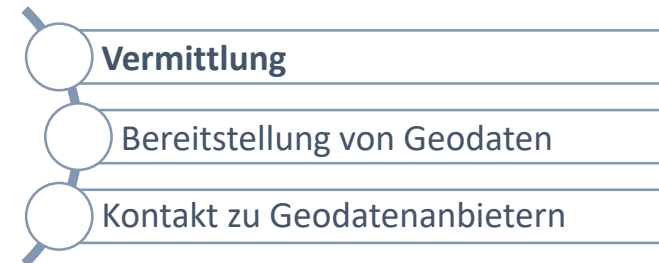 Vermittlung
Bereitstellung von Geodaten
Kontakt zu Geodatenanbietern